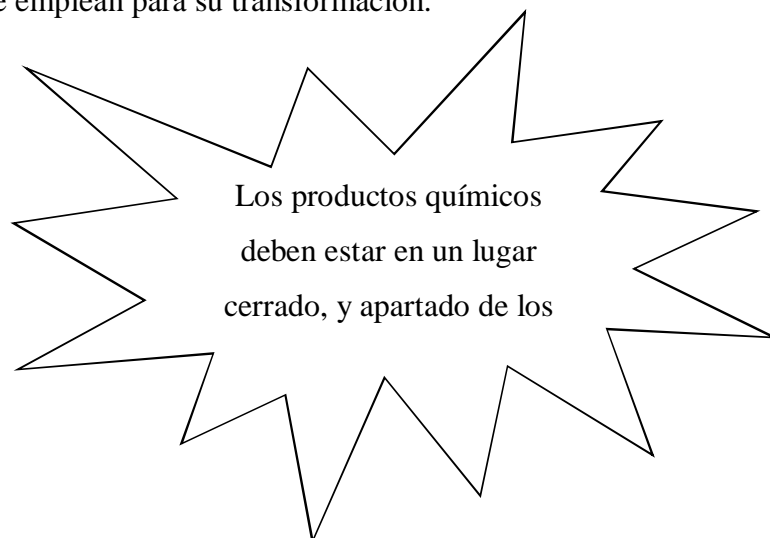 emplean para su transformación.
Los productos químicos
deben estar en un lugar
cerrado, y apartado de los